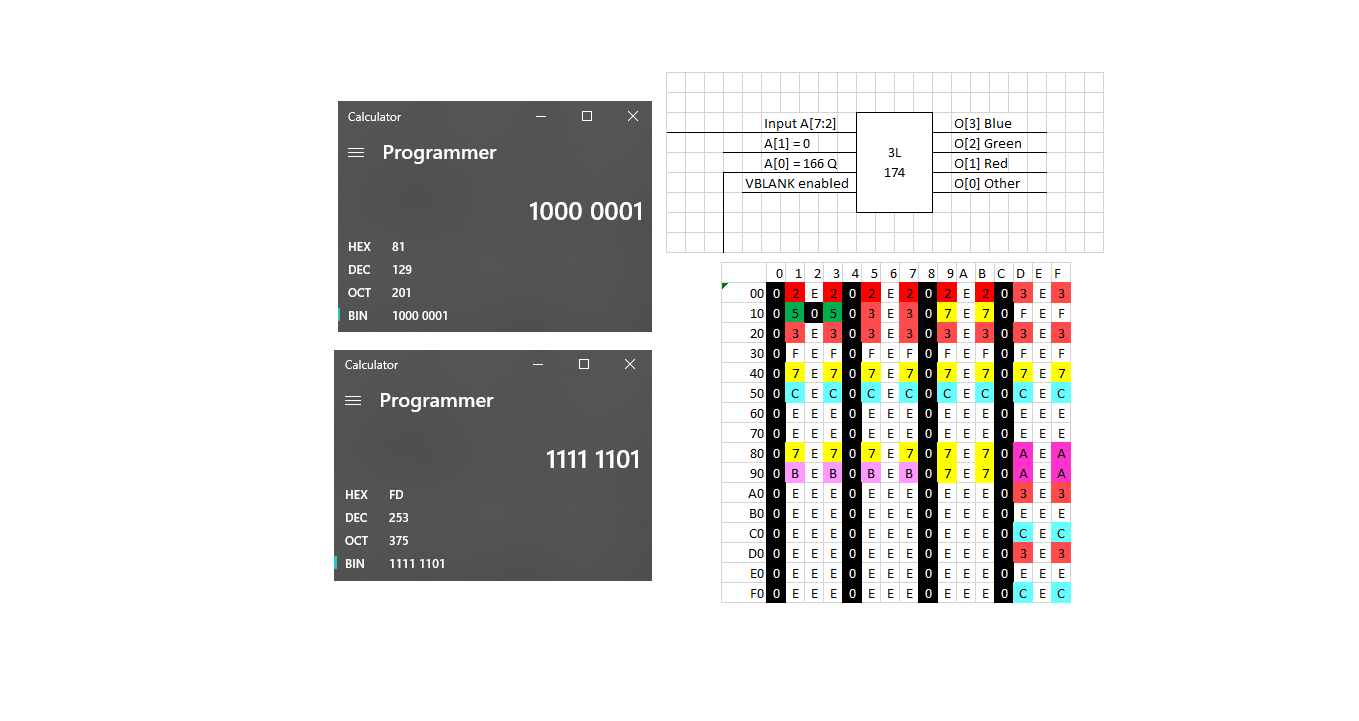 Calculator
Programmer
1000 0001
HEX 81
DEC 129
OCT 201
BIN 1000 0001
Calculator
Programmer
1111 1101
HEX FD
DEC 253
OCT 375
BIN 1111 1101
Input A[7:2] O[3] Blue
A[1] = 0 3L O[2] Green
A[0] = 166 Q 174 O[1] Red
VBLANK enabled O[0] Other
0 1 2 3 4 5 6 7 8 9 A B C D E F
00 0 2 E 2 0 2 E 2 0 2 E 2 0 3 E 3
10 0 5 0 5 0 3 E 3 0 7 E 7 0 F E F
20 0 3 E 3 0 3 E 3 0 3 E 3 0 3 E 3
30 0 F E F 0 F E F 0 F E F 0 F E F
40 0 7 E 7 0 7 E 7 0 7 E 7 0 7 E 7
50 0 C E C 0 C E C 0 C E C 0 C E C
60 0 E E E 0 E E E 0 E E E 0 E E E
70 0 E E E 0 E E E 0 E E E 0 E E E
80 0 7 E 7 0 7 E 7 0 7 E 7 0 A E A
90 0 B E B 0 B E B 0 7 E 7 0 A E A
A0 0 E E E 0 E E E 0 E E E 0 3 E 3
B0 0 E E E 0 E E E 0 E E E 0 E E E
C0 0 E E E 0 E E E 0 E E E 0 C E C
D0 0 E E E 0 E E E 0 E E E 0 3 E 3
E0 0 E E E 0 E E E 0 E E E 0 E E E
F0 0 E E E 0 E E E 0 E E E 0 C E C